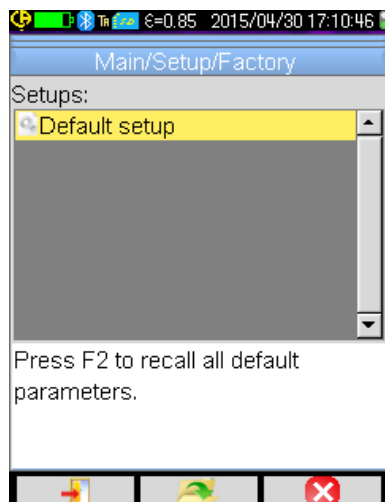 ε=0.85 2015/04/30 17:10:46
Main/Setup/Factory
Setups:
Default setup
Press F2 to recall all default
parameters.